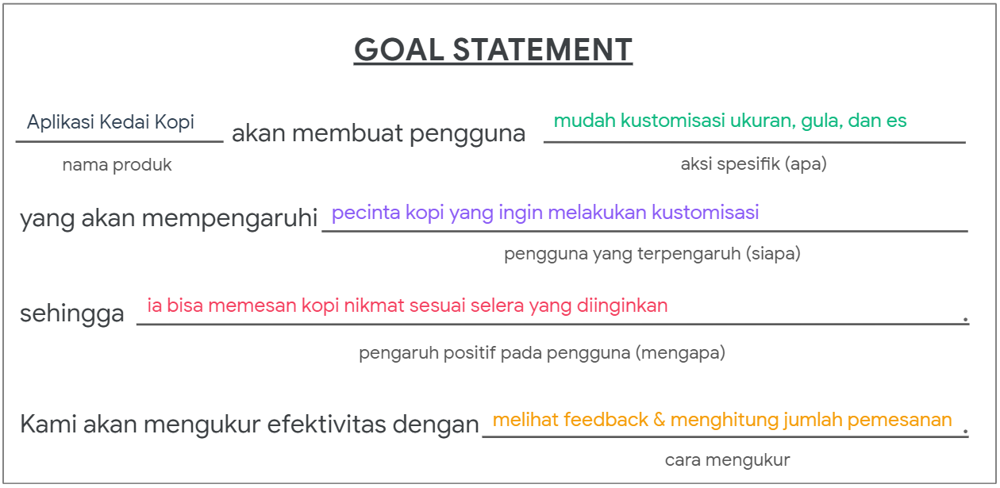 GOAL STATEMENT
Aplikasi Kedai Kopi akan membuat pengguna mudah kustomisasi ukuran, gula, dan es
nama produk aksi spesifik (apa)
yang akan mempengaruhi pecinta kopi yang ingin melakukan kustomisasi
pengguna yang terpengaruh (siapa)
sehingga ia bisa memesan kopi nikmat sesuai selera yang diinginkan .
pengaruh positif pada pengguna (mengapa)
Kami akan mengukur efektivitas dengan melihat feedback & menghitung jumlah pemesanan .
cara mengukur